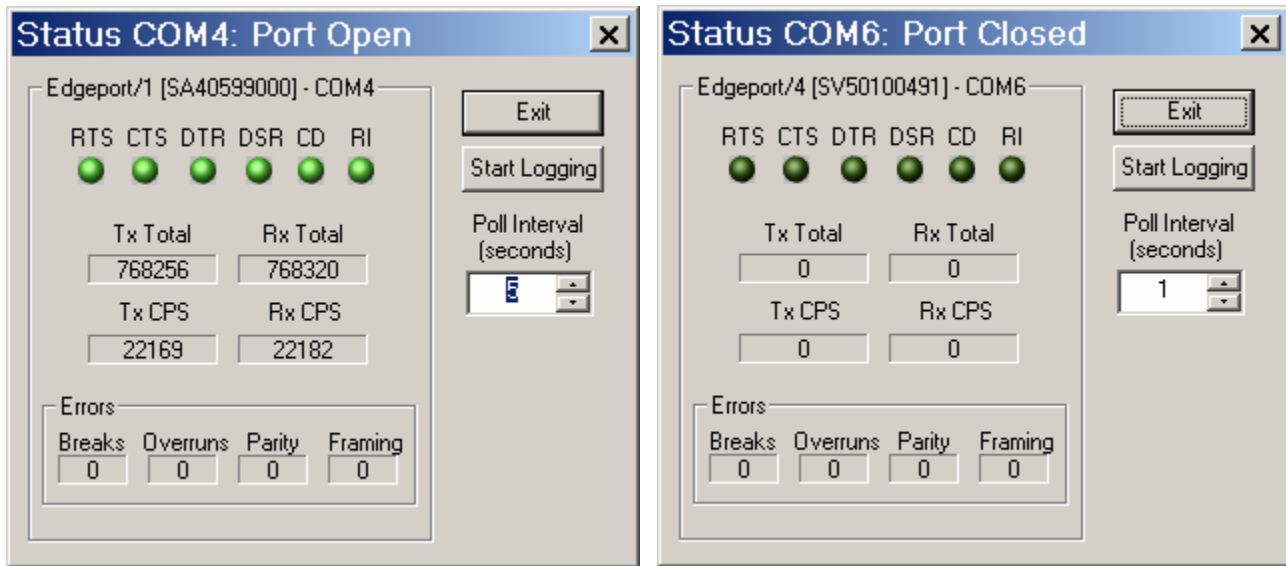 Status COM4: Port Open
Edgeport/1 [SA40599000] - COM4
RTS CTS DTR DSR CD RI
Tx Total Rx Total
768256 768320
Tx CPS Rx CPS
22169 22182
Errors
Breaks Overruns Parity Framing
0 0 0 0
Exit
Start Logging
Poll Interval
(seconds)
5
Status COM6: Port Closed
Edgeport/4 [SV50100491] - COM6
RTS CTS DTR DSR CD RI
Tx Total Rx Total
0 0
Tx CPS Rx CPS
0 0
Errors
Breaks Overruns Parity Framing
0 0 0 0
Exit
Start Logging
Poll Interval
(seconds)
1